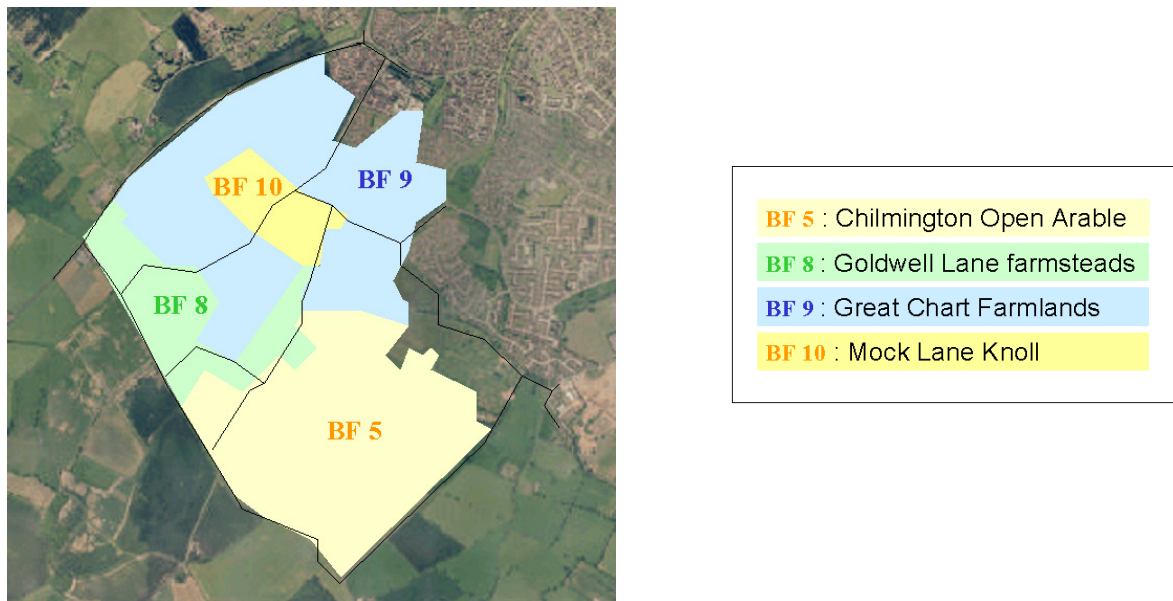 BF 10
BF 9
BF 8
BF 5
BF 5 : Chilmington Open Arable
BF 8 : Goldwell Lane farmsteads
BF 9 : Great Chart Farmlands
BF 10 : Mock Lane Knoll